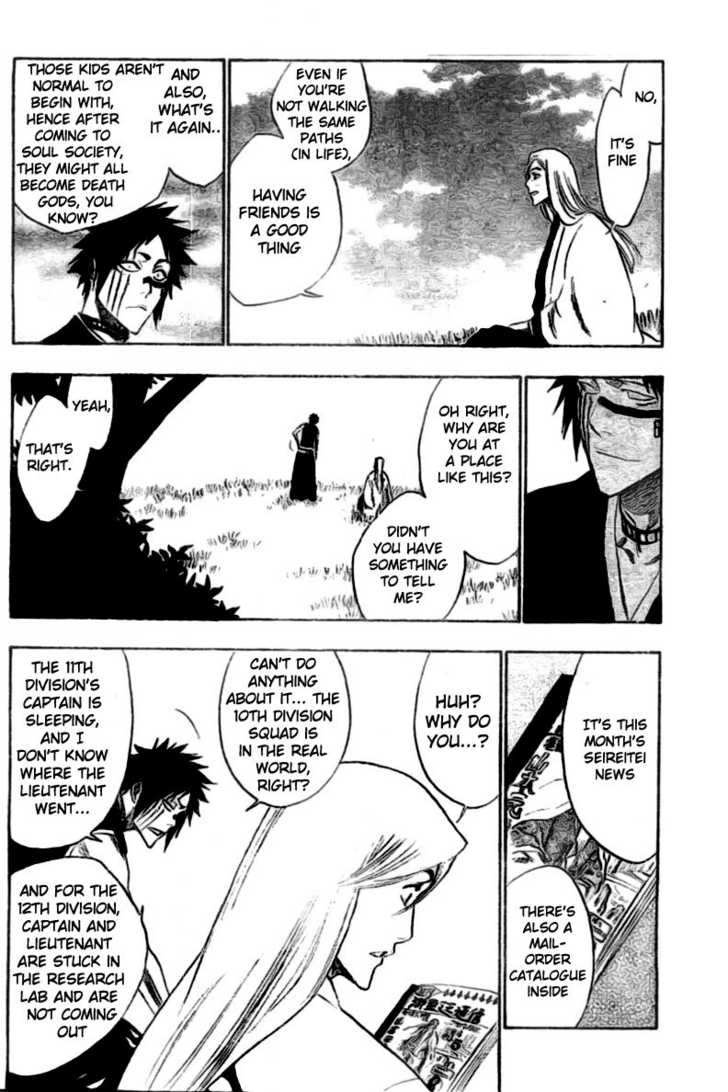 NO,
IT'S
FINE
EVEN IF
YOU'RE
NOT WALKING
THE SAME
PATHS
(IN LIFE),
HAVING
FRIENDS IS
A GOOD
THING
AND
ALSO,
WHAT'S
IT AGAIN..
THOSE KIDS AREN'T
NORMAL TO
BEGIN WITH,
HENCE AFTER
COMING TO
SOUL SOCIETY,
THEY MIGHT ALL
BECOME DEATH
GODS, YOU
KNOW?
OH RIGHT,
WHY ARE
YOU AT
A PLACE
LIKE THIS?
DIDN'T
YOU HAVE
SOMETHING
TO TELL
ME?
YEAH,
THAT'S
RIGHT.
IT'S THIS
MONTH'S
SEIREITEI
NEWS
THERE'S
ALSO A
MAIL-
ORDER
CATALOGUE
INSIDE
HUH?
WHY DO
YOU...?
CAN'T DO
ANYTHING
ABOUT IT... THE
10TH DIVISION
SQUAD IS
IN THE REAL
WORLD,
RIGHT?
THE 11TH
DIVISION'S
CAPTAIN IS
SLEEPING,
AND I
DON'T KNOW
WHERE THE
LIEUTENANT
WENT...
AND FOR THE
12TH DIVISION,
CAPTAIN AND
LIEUTENANT
ARE STUCK IN
THE RESEARCH
LAB AND ARE
NOT COMING
OUT